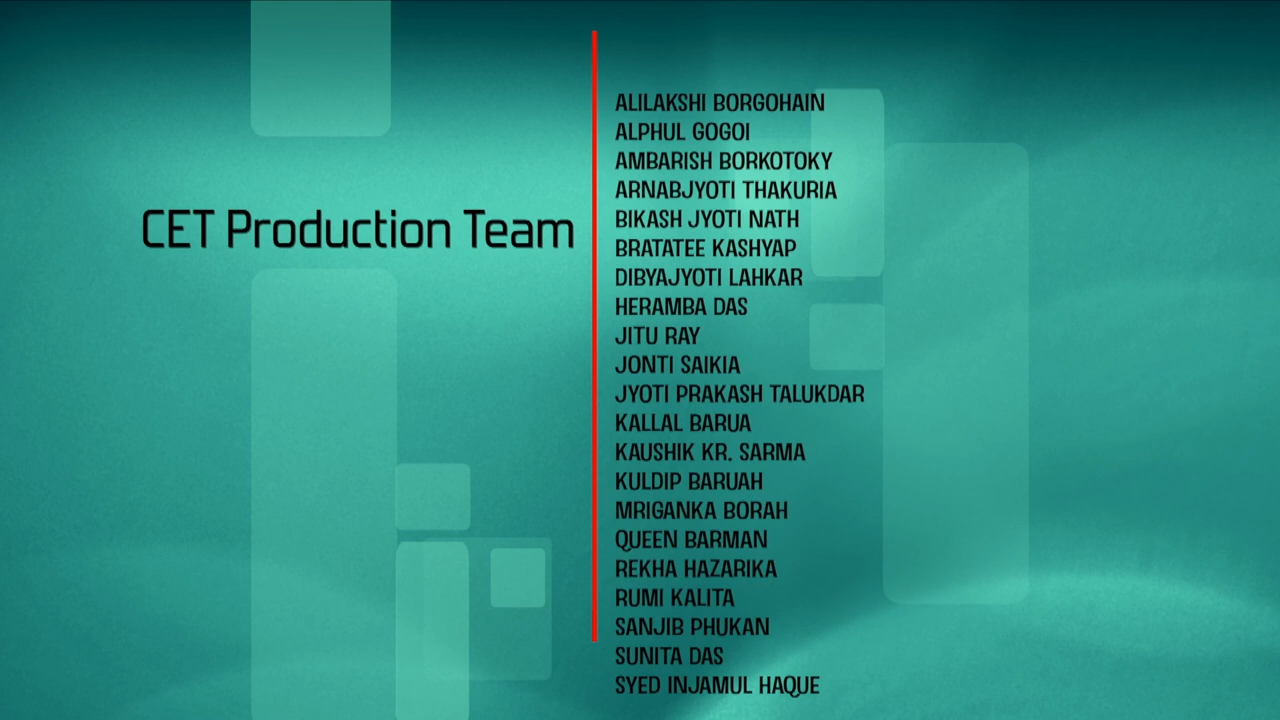 CET Production Team
ALILAKSHI BORGOHAIN
ALPHUL GOGOI
AMBARISH BORKOTOKY
ARNABJYOTI THAKURIA
BIKASH JYOTI NATH
BRATATEE KASHYAP
DIBYAJYOTI LAHKAR
HERAMBA DAS
JITU RAY
JONTI SAIKIA
JYOTI PRAKASH TALUKDAR
KALLAL BARUA
KAUSHIK KR. SARMA
KULDIP BARUAH
MRIGANKA BORAH
QUEEN BARMAN
REKHA HAZARIKA
RUMI KALITA
SANJIB PHUKAN
SUNITA DAS
SYED INJAMUL HAQUE